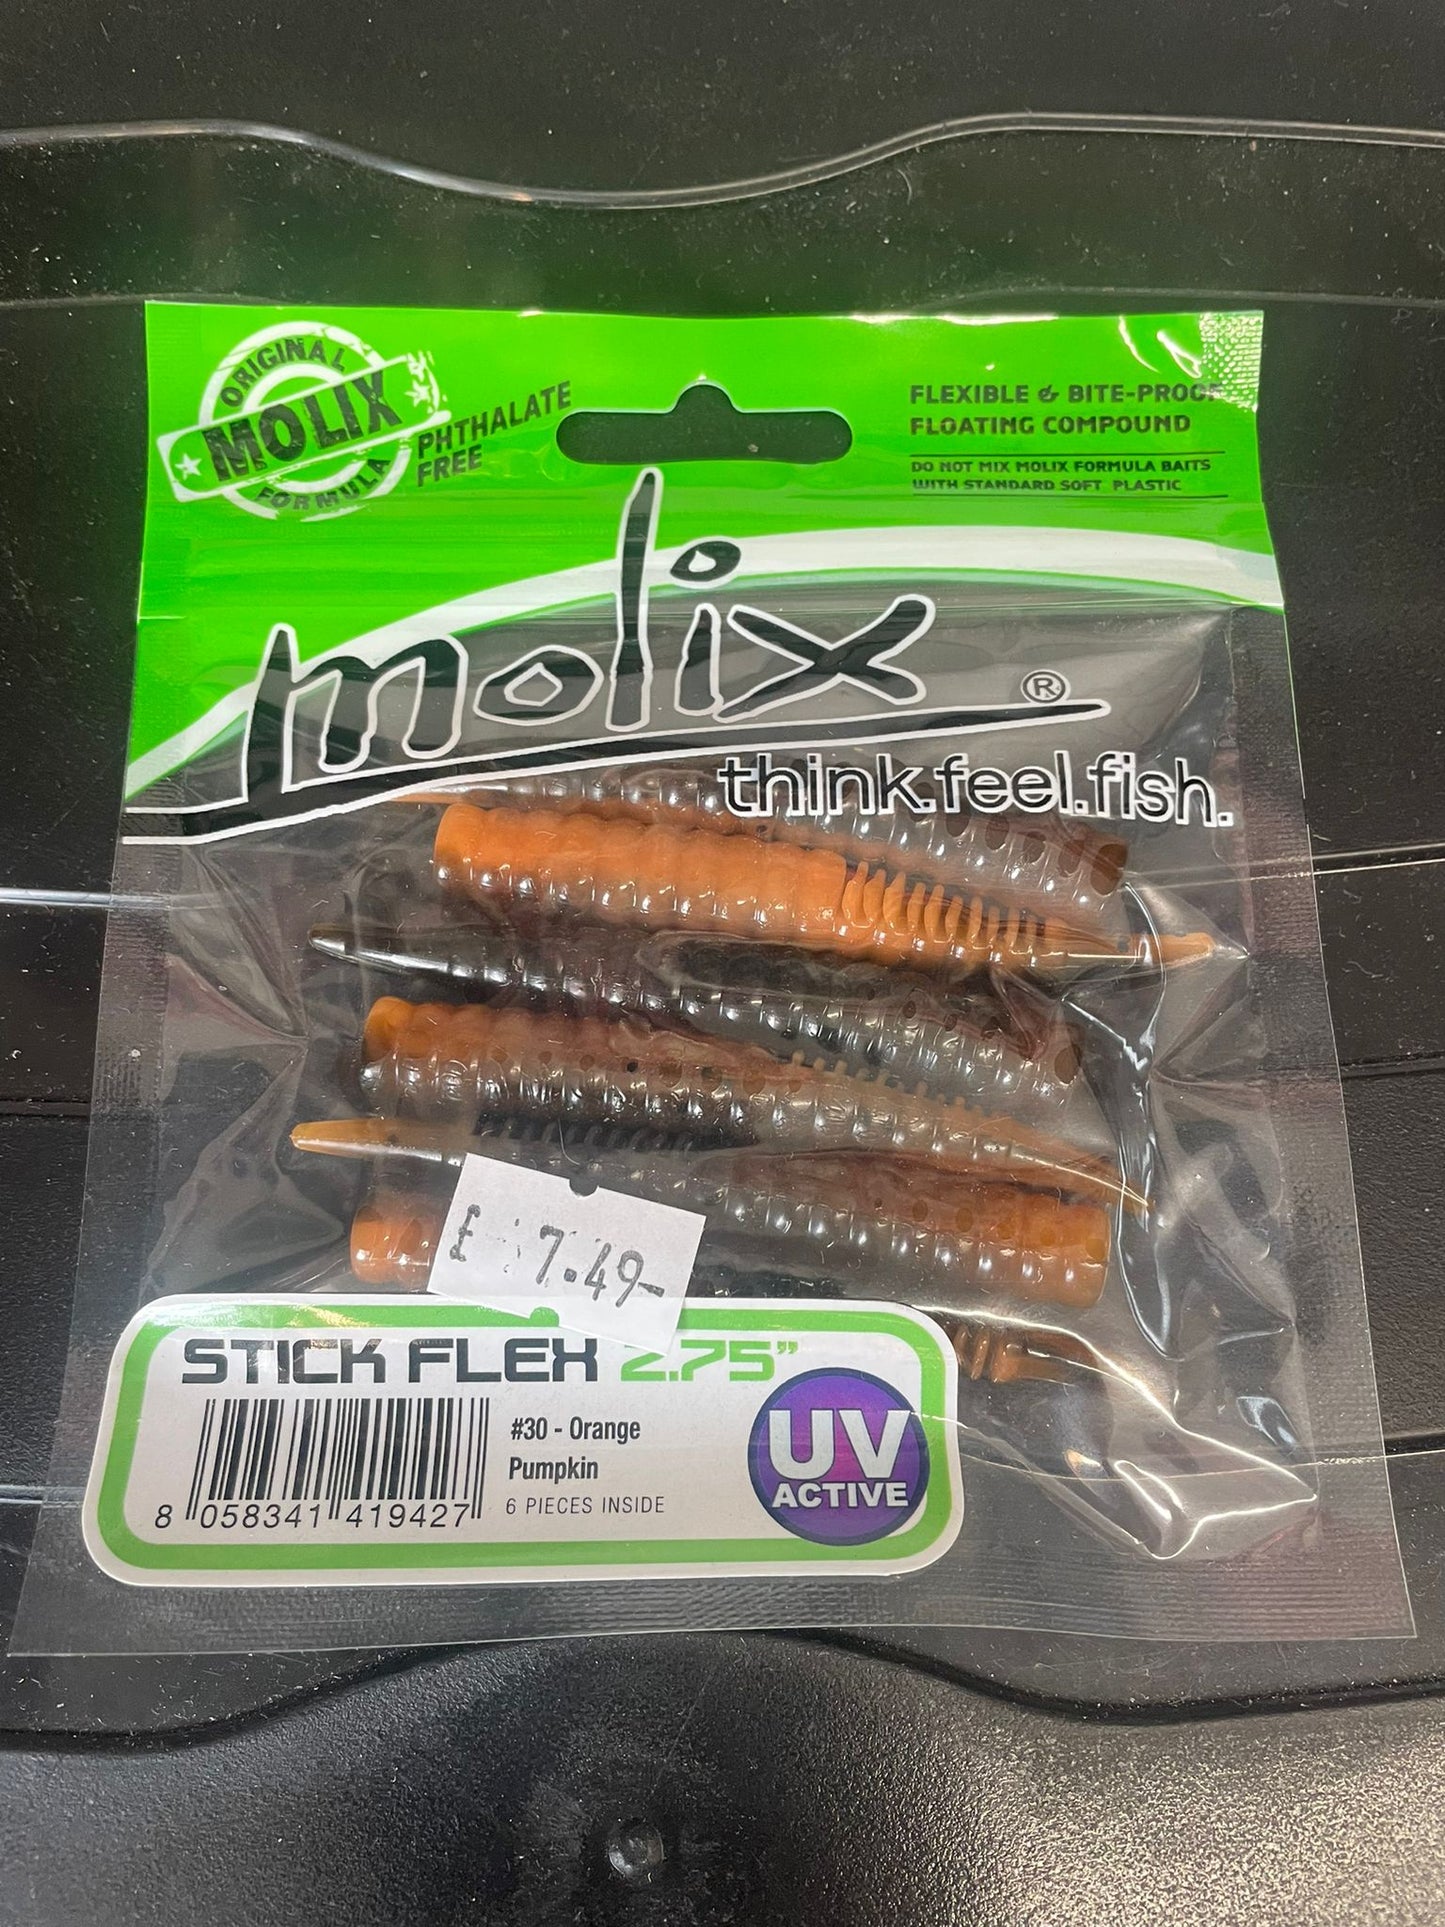 ORIGINAL
MOLIX
FORMULA
PHTHALATE
FREE
FLEXIBLE & BITE-PROOF
FLOATING COMPOUND
DO NOT MIX MOLIX FORMULA BAITS
WITH STANDARD SOFT PLASTIC
molix ®
think.feel.fish.
£ 7.49-
STICK FLEX 2.75”
#30 - Orange
Pumpkin
6 PIECES INSIDE
8 058341 419427
UV
ACTIVE